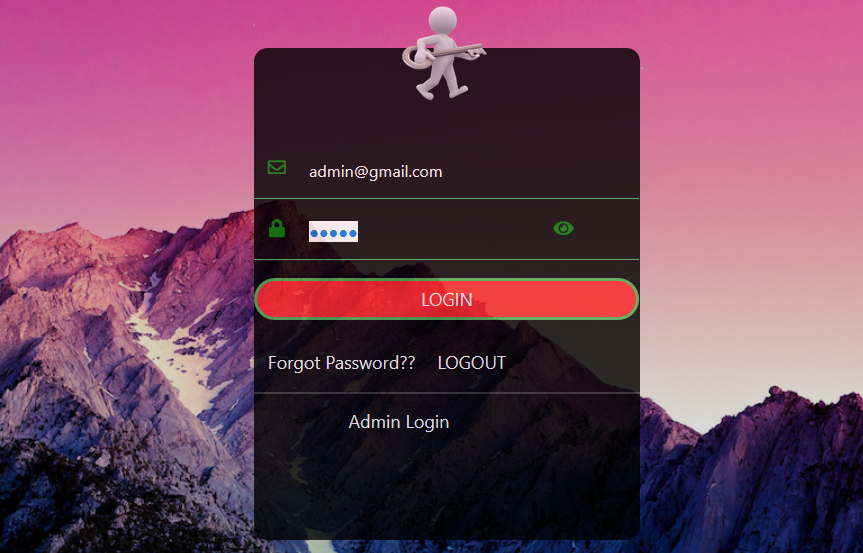 admin@gmail.com
●●●●●
LOGIN
Forgot Password?? LOGOUT
Admin Login